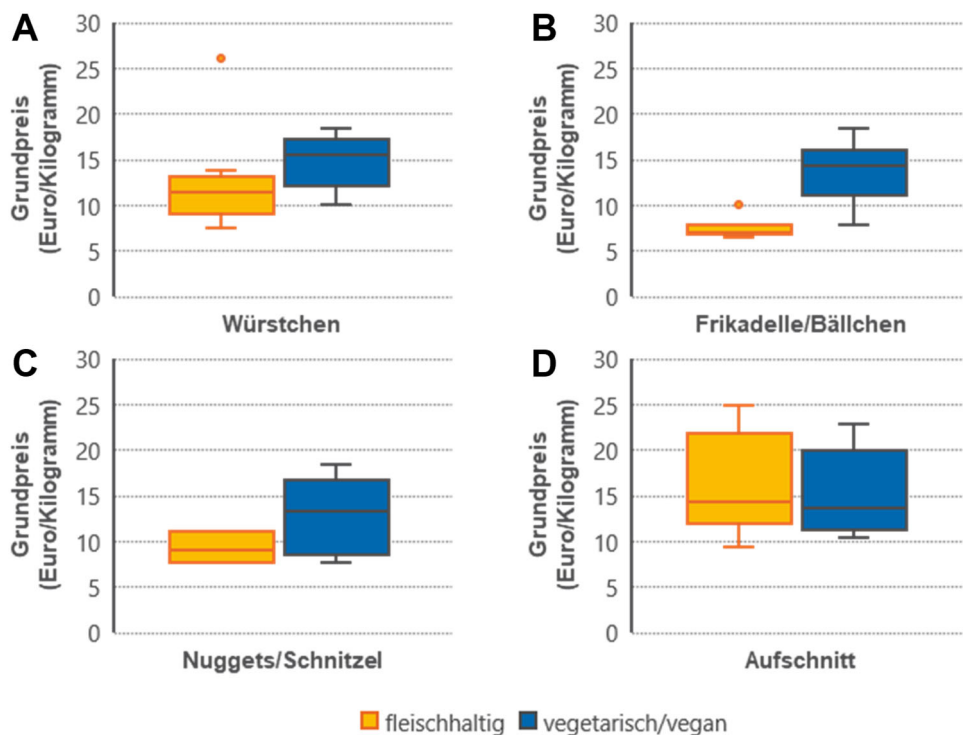 A
Grundpreis
(Euro/Kilogramm)
30
25
20
15
10
5
0
Würstchen
B
Grundpreis
(Euro/Kilogramm)
30
25
20
15
10
5
0
Frikadelle/Bällchen
C
Grundpreis
(Euro/Kilogramm)
30
25
20
15
10
5
0
Nuggets/Schnitzel
D
Grundpreis
(Euro/Kilogramm)
30
25
20
15
10
5
0
Aufschnitt
fleischhaltig vegetarisch/vegan